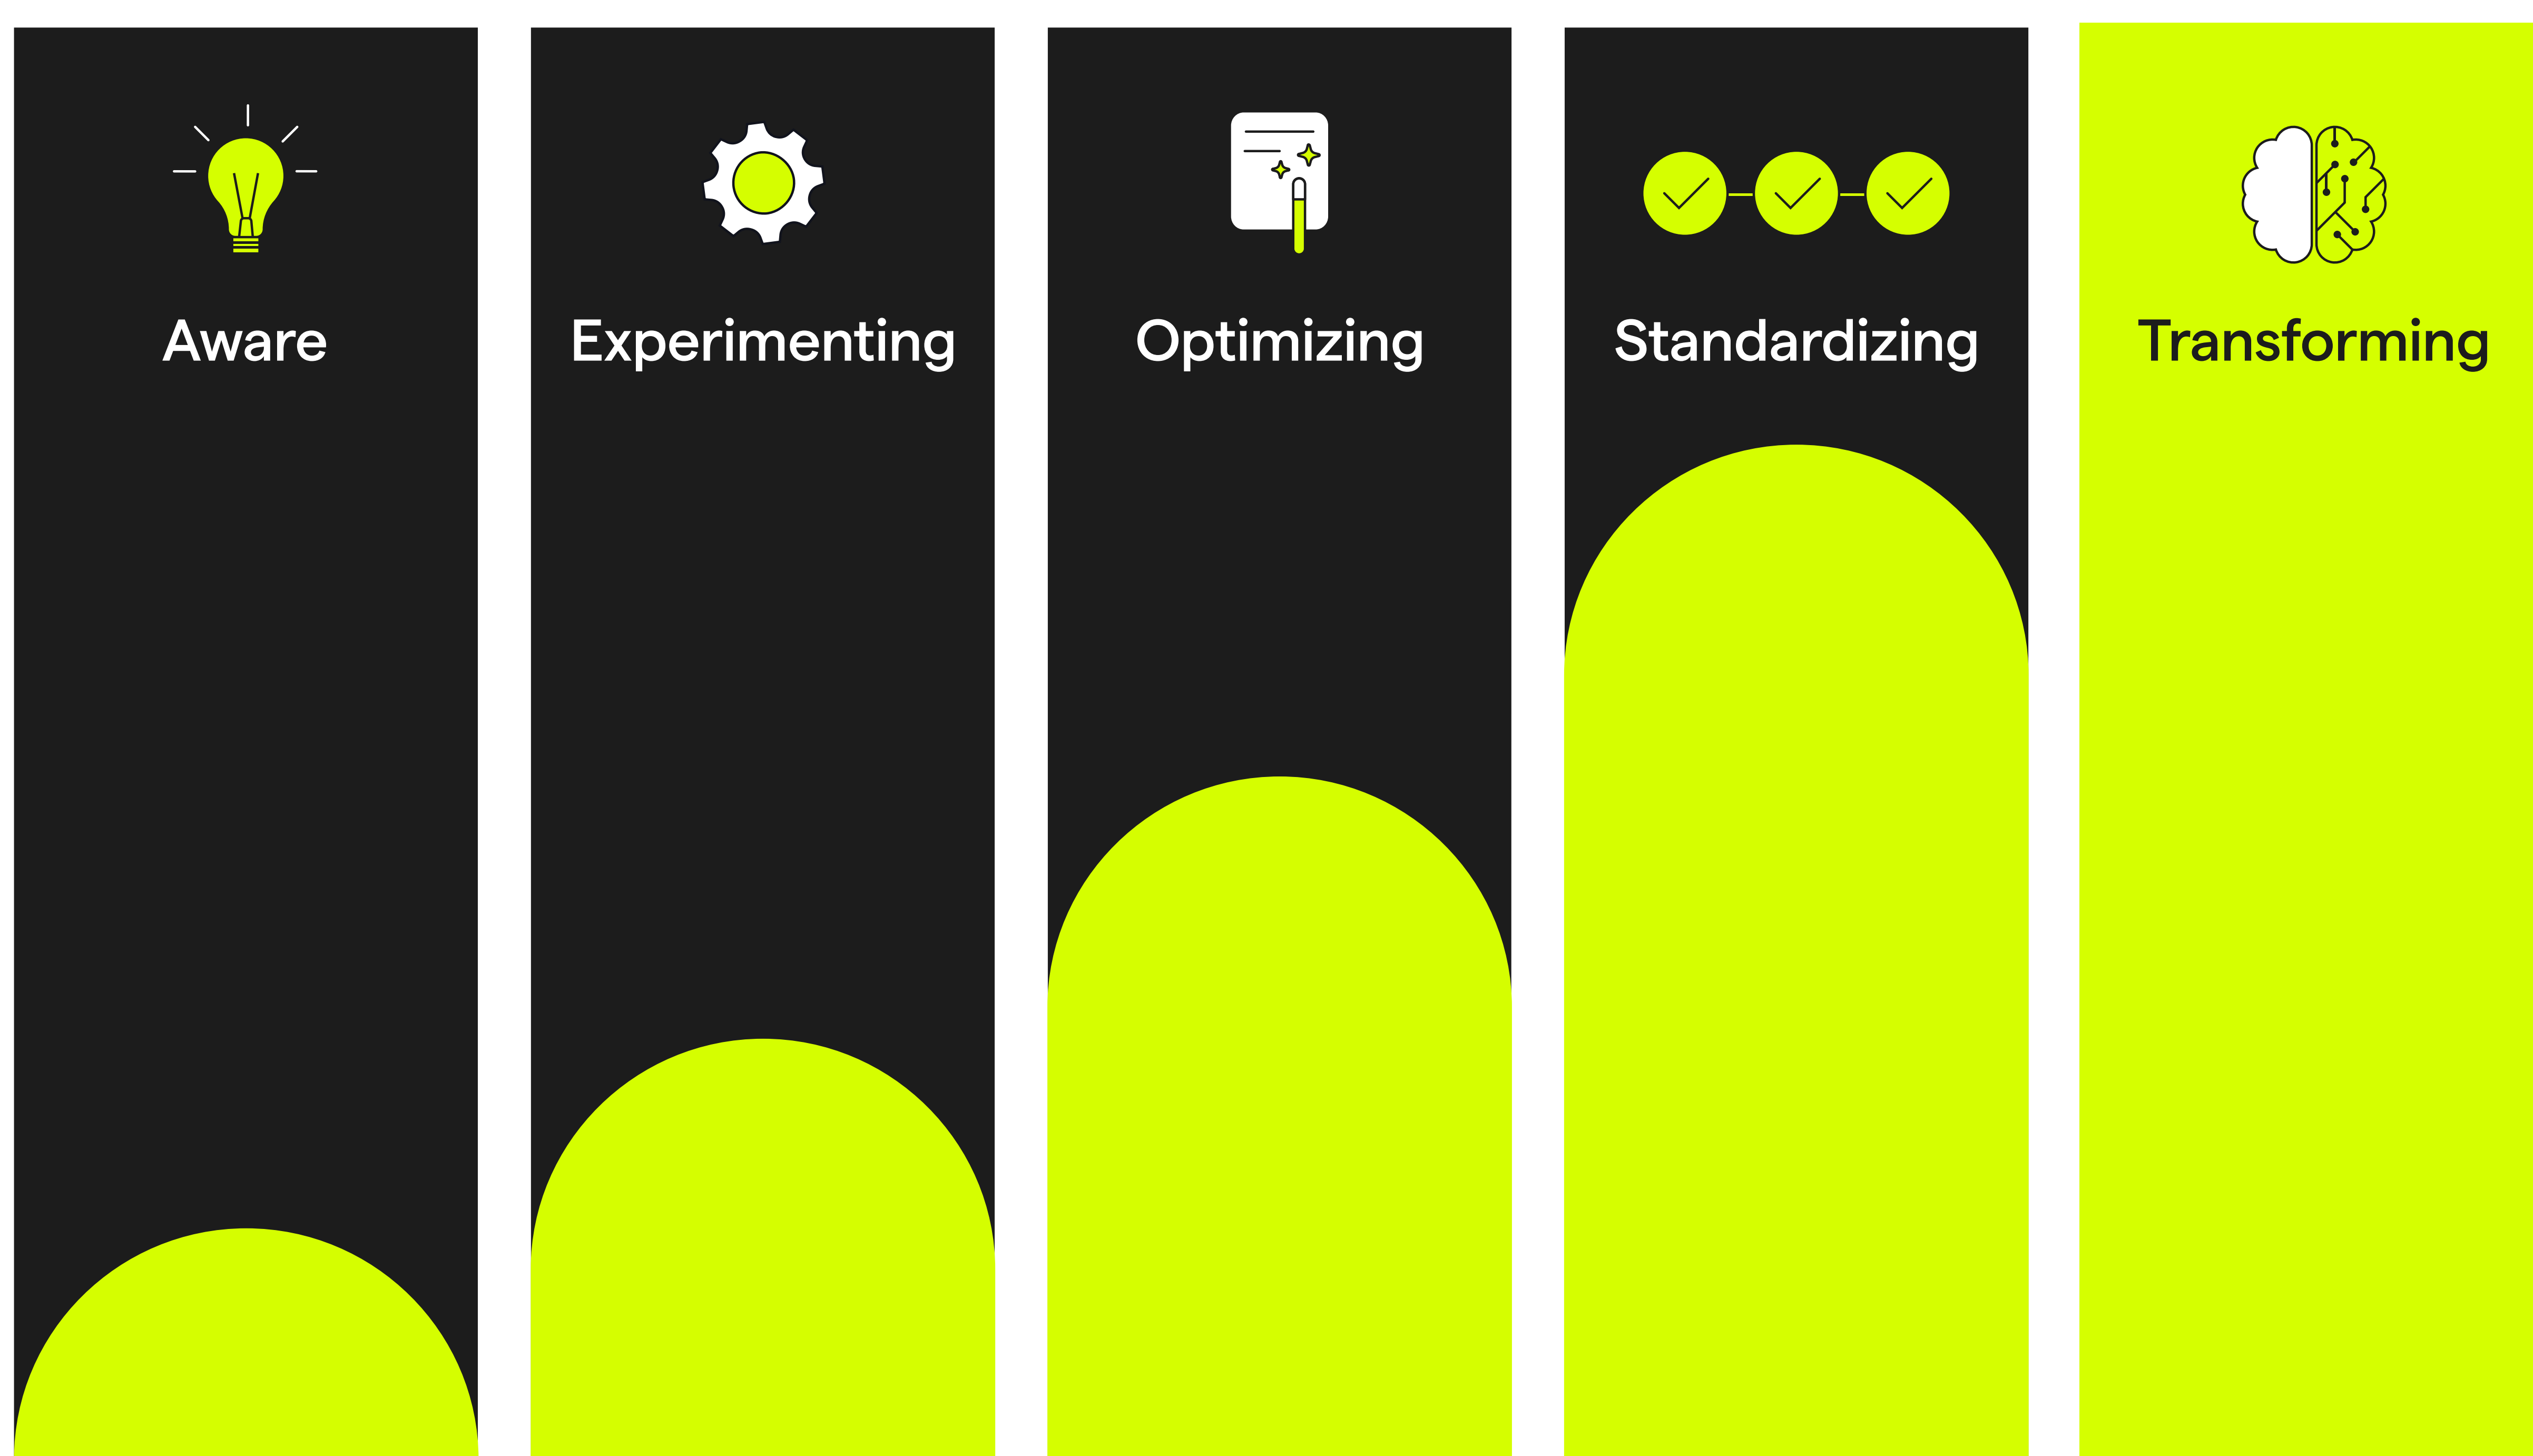 Aware
Experimenting
Optimizing
Standardizing
Transforming